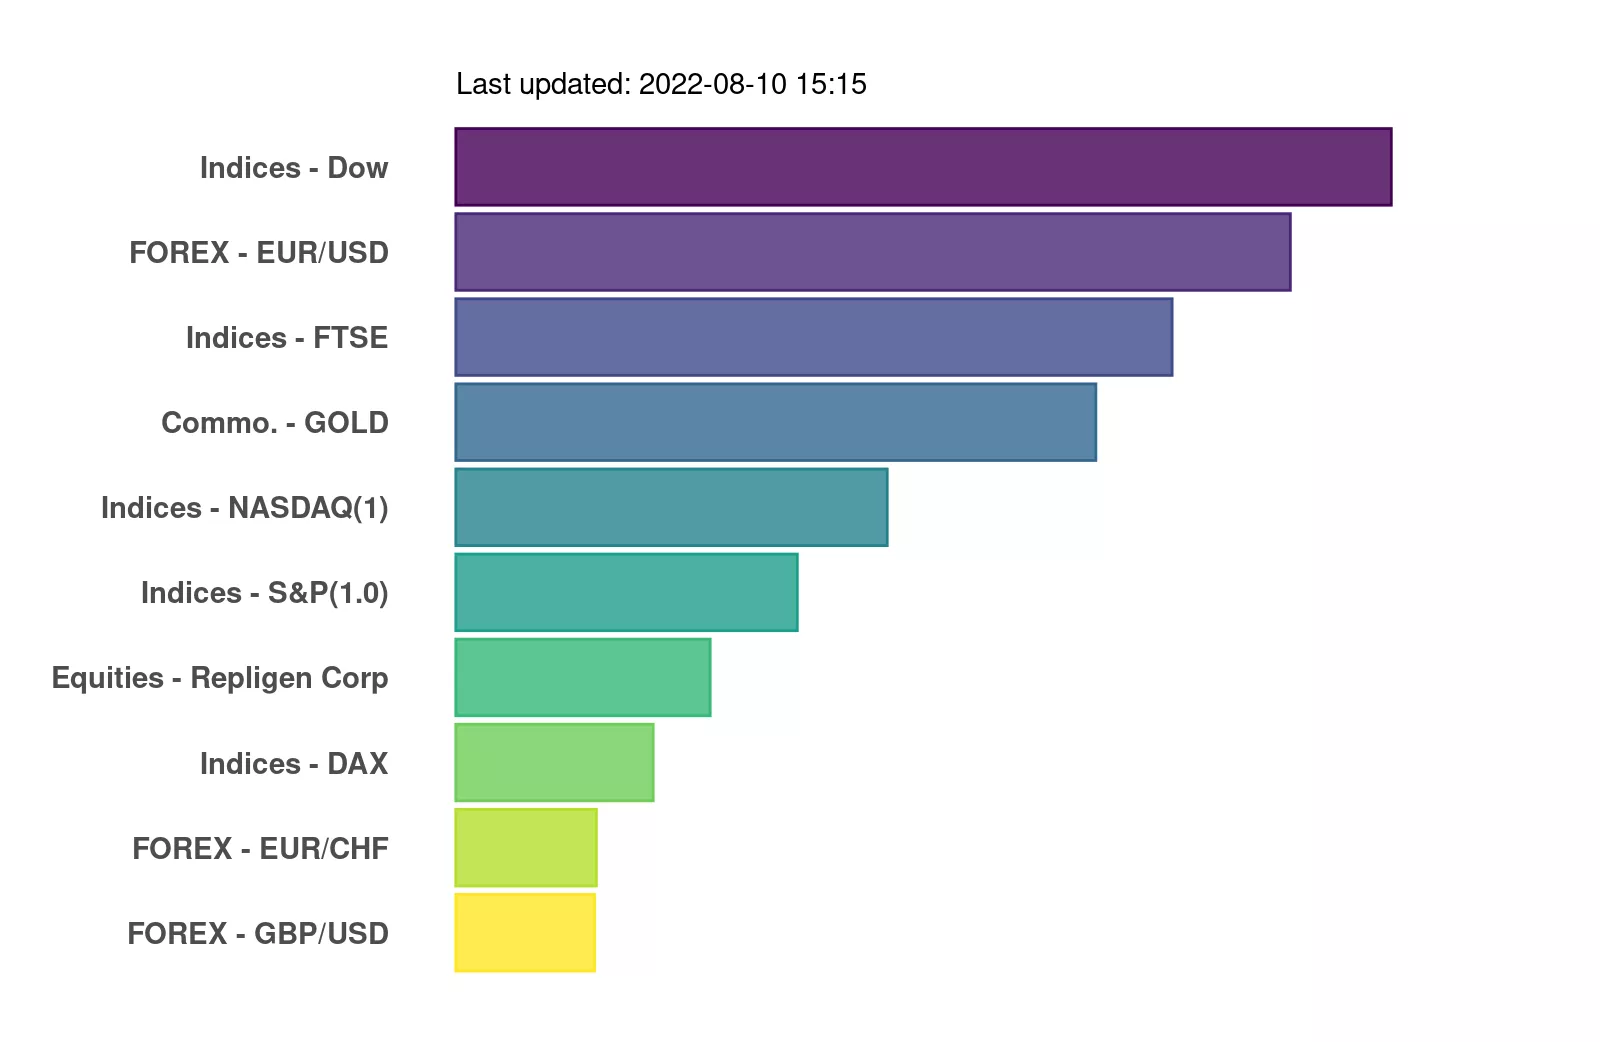 Last updated: 2022-08-10 15:15
Indices - Dow
FOREX - EUR/USD
Indices - FTSE
Commo. - GOLD
Indices - NASDAQ(1)
Indices - S&P(1.0)
Equities - Repligen Corp
Indices - DAX
FOREX - EUR/CHF
FOREX - GBP/USD